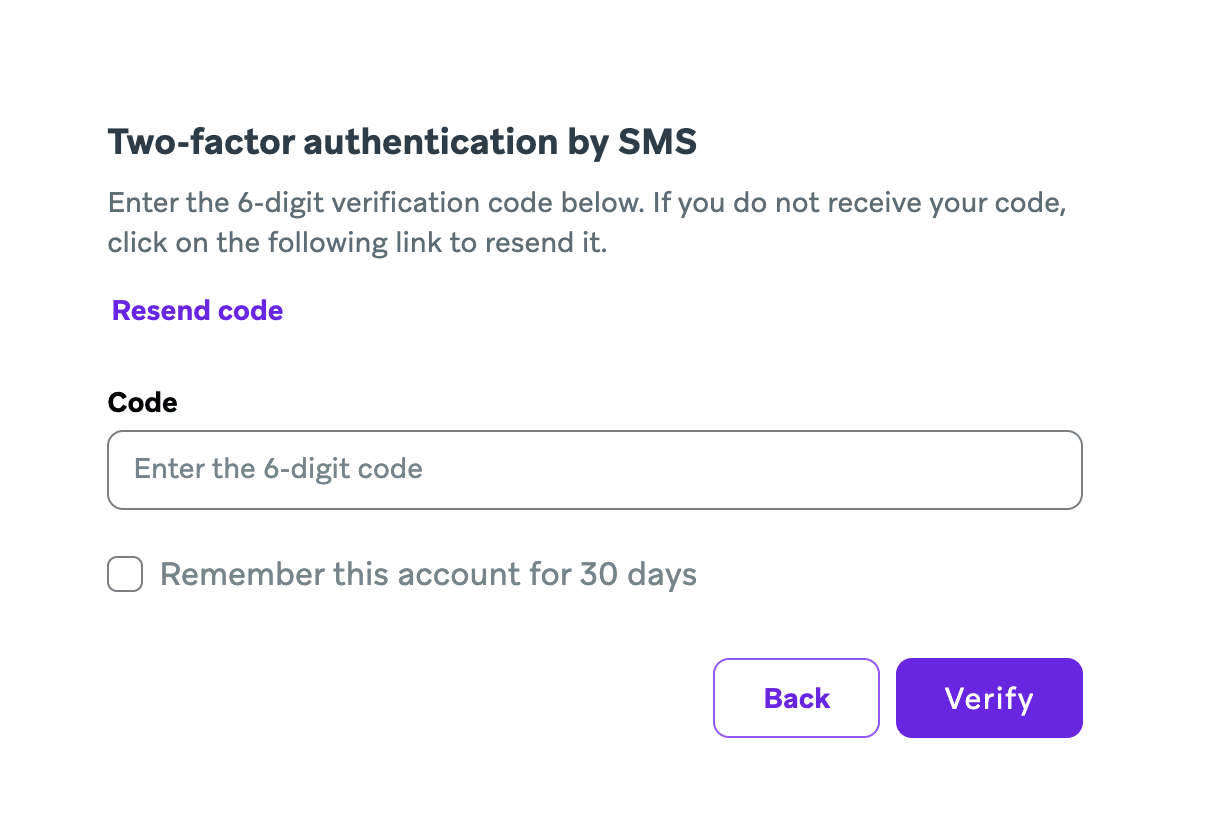 Two-factor authentication by SMS
Enter the 6-digit verification code below. If you do not receive your code,
click on the following link to resend it.
Resend code
Code
Enter the 6-digit code
Remember this account for 30 days
Back
Verify